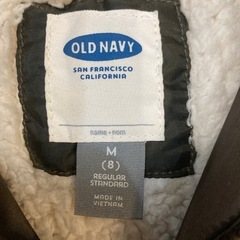 OLD NAVY
SAN FRANCISCO
CALIFORNIA
name • nom
M
(8)
REGULAR
STANDARD
MADE IN
VIETNAM